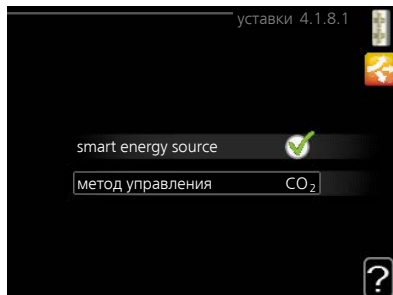 уставки 4.1.8.1
smart energy source
метод управления CO₂
?